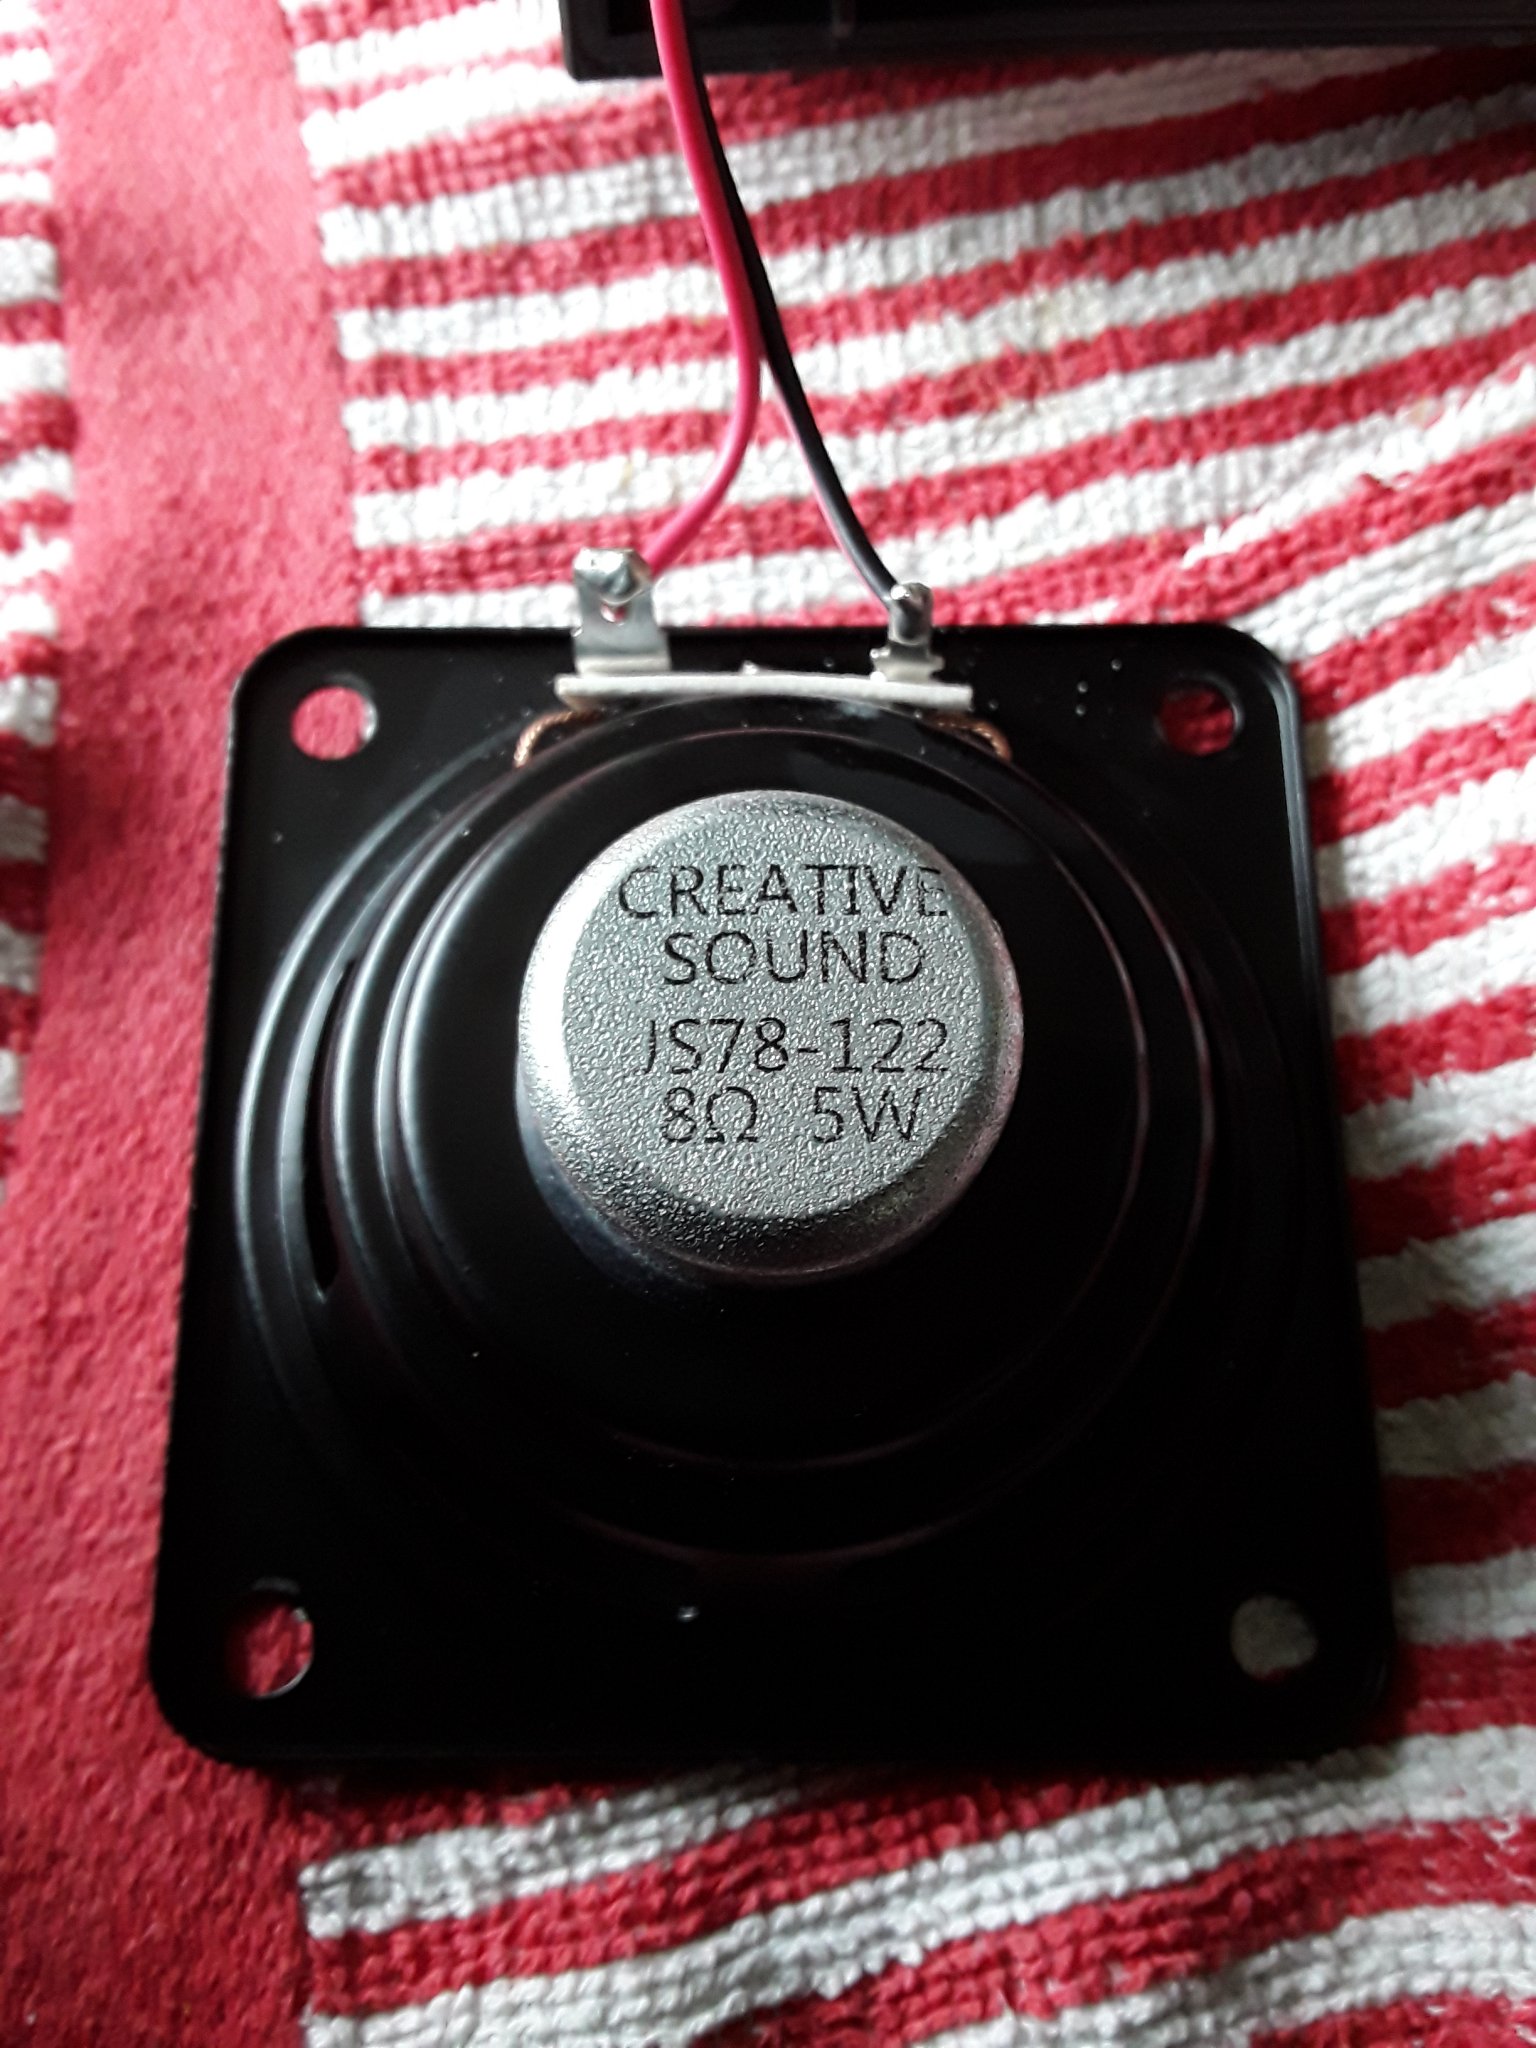 CREATIVE
SOUND
JS78-122
8Ω 5W